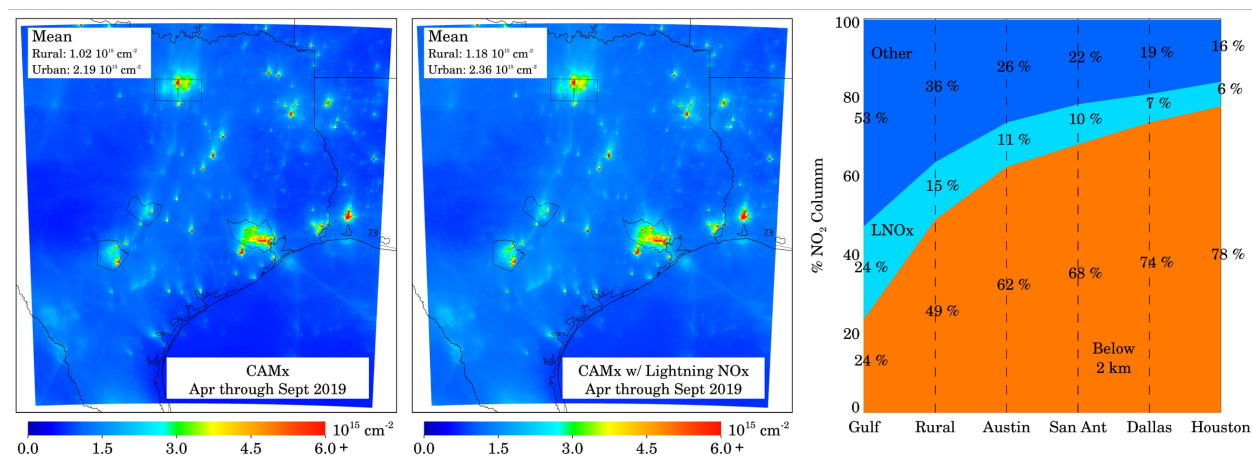 Mean
Rural: 1.02 10¹⁵ cm⁻²
Urban: 2.19 10¹⁵ cm⁻²
CAMx
Apr through Sept 2019
0.0 1.5 3.0 4.5 6.0 + 10¹⁵ cm⁻²
Mean
Rural: 1.18 10¹⁵ cm⁻²
Urban: 2.36 10¹⁵ cm⁻²
CAMx w/ Lightning NOx
Apr through Sept 2019
0.0 1.5 3.0 4.5 6.0 + 10¹⁵ cm⁻²
% NO₂ Columnn
100
80
60
40
20
0
Other
53 % 36 % 26 % 22 % 19 % 16 %
LNOx
24 % 15 % 11 % 10 % 7 % 6 %
24 % 49 % 62 % 68 % 74 % 78 %
Below
2 km
Gulf Rural Austin San Ant Dallas Houston